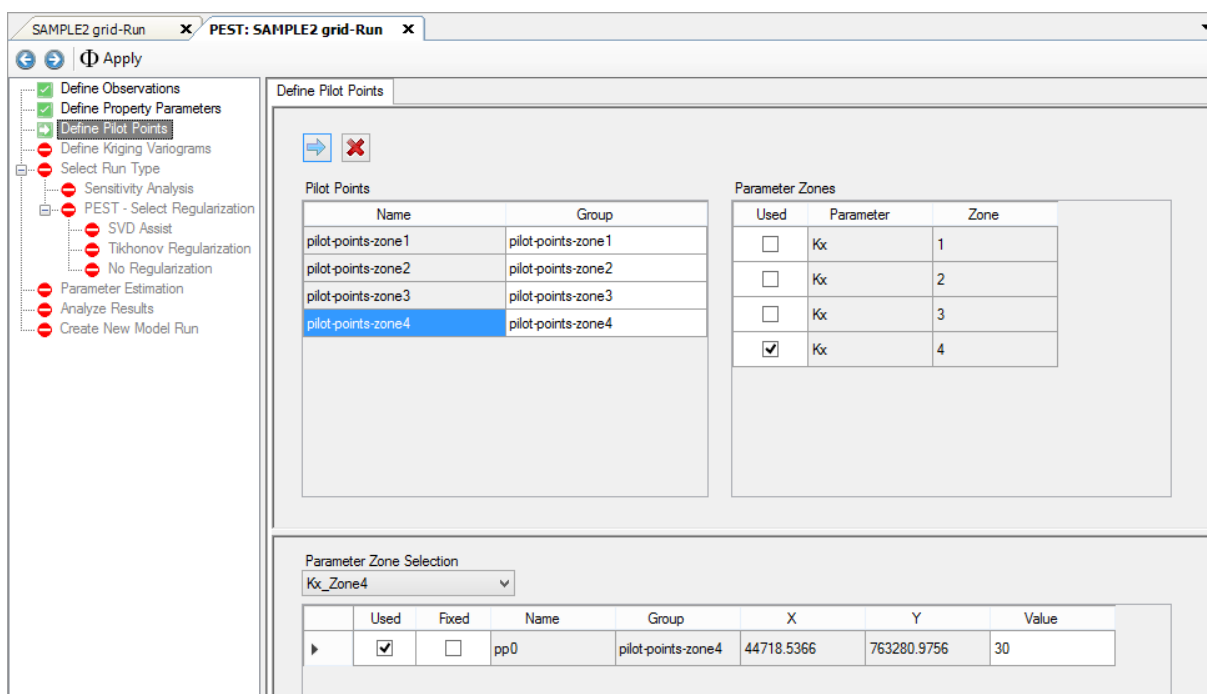 SAMPLE2 grid-Run PEST: SAMPLE2 grid-Run
Φ Apply
Define Observations
Define Property Parameters
Define Pilot Points
Define Kriging Variograms
Select Run Type
Sensitivity Analysis
PEST - Select Regularization
SVD Assist
Tikhonov Regularization
No Regularization
Parameter Estimation
Analyze Results
Create New Model Run
Define Pilot Points
Pilot Points
Name Group
pilot-points-zone1 pilot-points-zone1
pilot-points-zone2 pilot-points-zone2
pilot-points-zone3 pilot-points-zone3
pilot-points-zone4 pilot-points-zone4
Parameter Zones
Used Parameter Zone
Kx 1
Kx 2
Kx 3
Kx 4
Parameter Zone Selection
Kx_Zone4
Used Fixed Name Group X Y Value
pp0 pilot-points-zone4 44718.5366 763280.9756 30